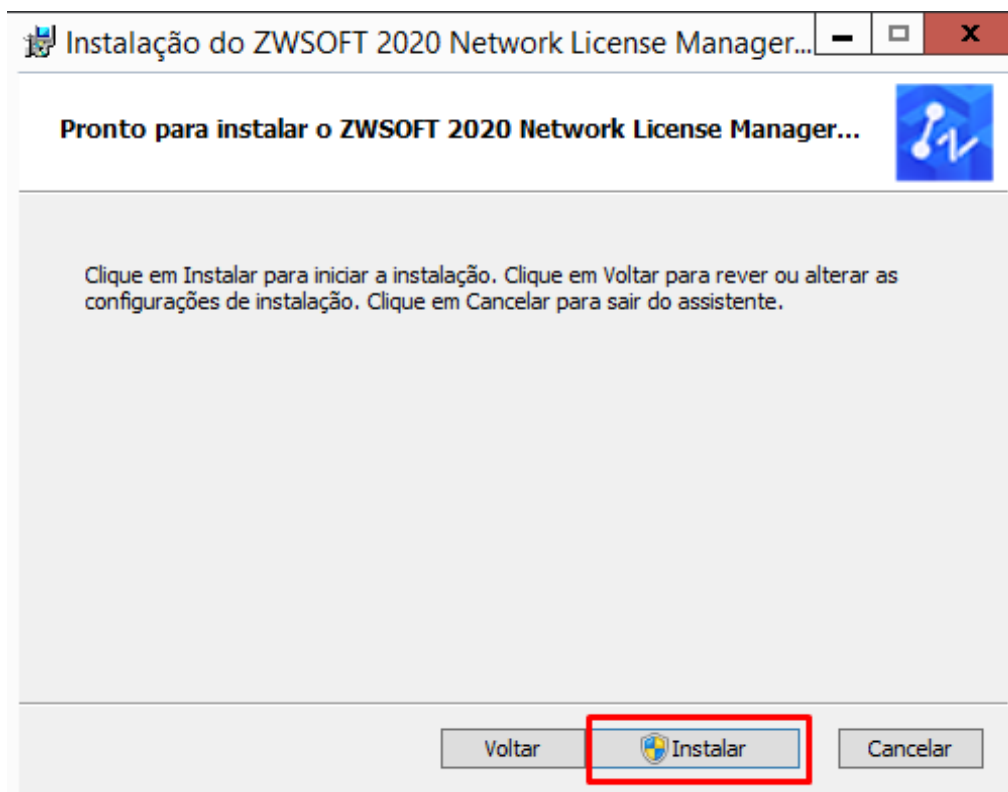 Instalação do ZWSOFT 2020 Network License Manager...
Pronto para instalar o ZWSOFT 2020 Network License Manager...
Clique em Instalar para iniciar a instalação. Clique em Voltar para rever ou alterar as
configurações de instalação. Clique em Cancelar para sair do assistente.
Voltar
Instalar
Cancelar